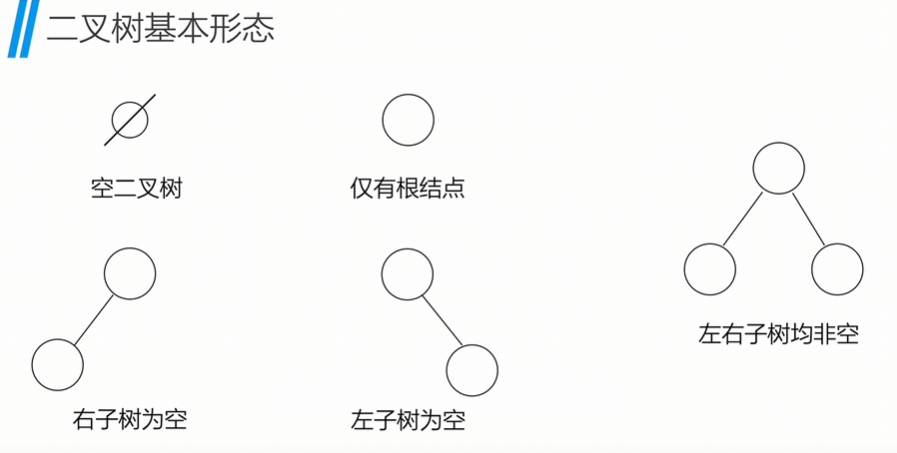 二叉树基本形态
空二叉树
仅有根结点
左右子树均非空
右子树为空
左子树为空